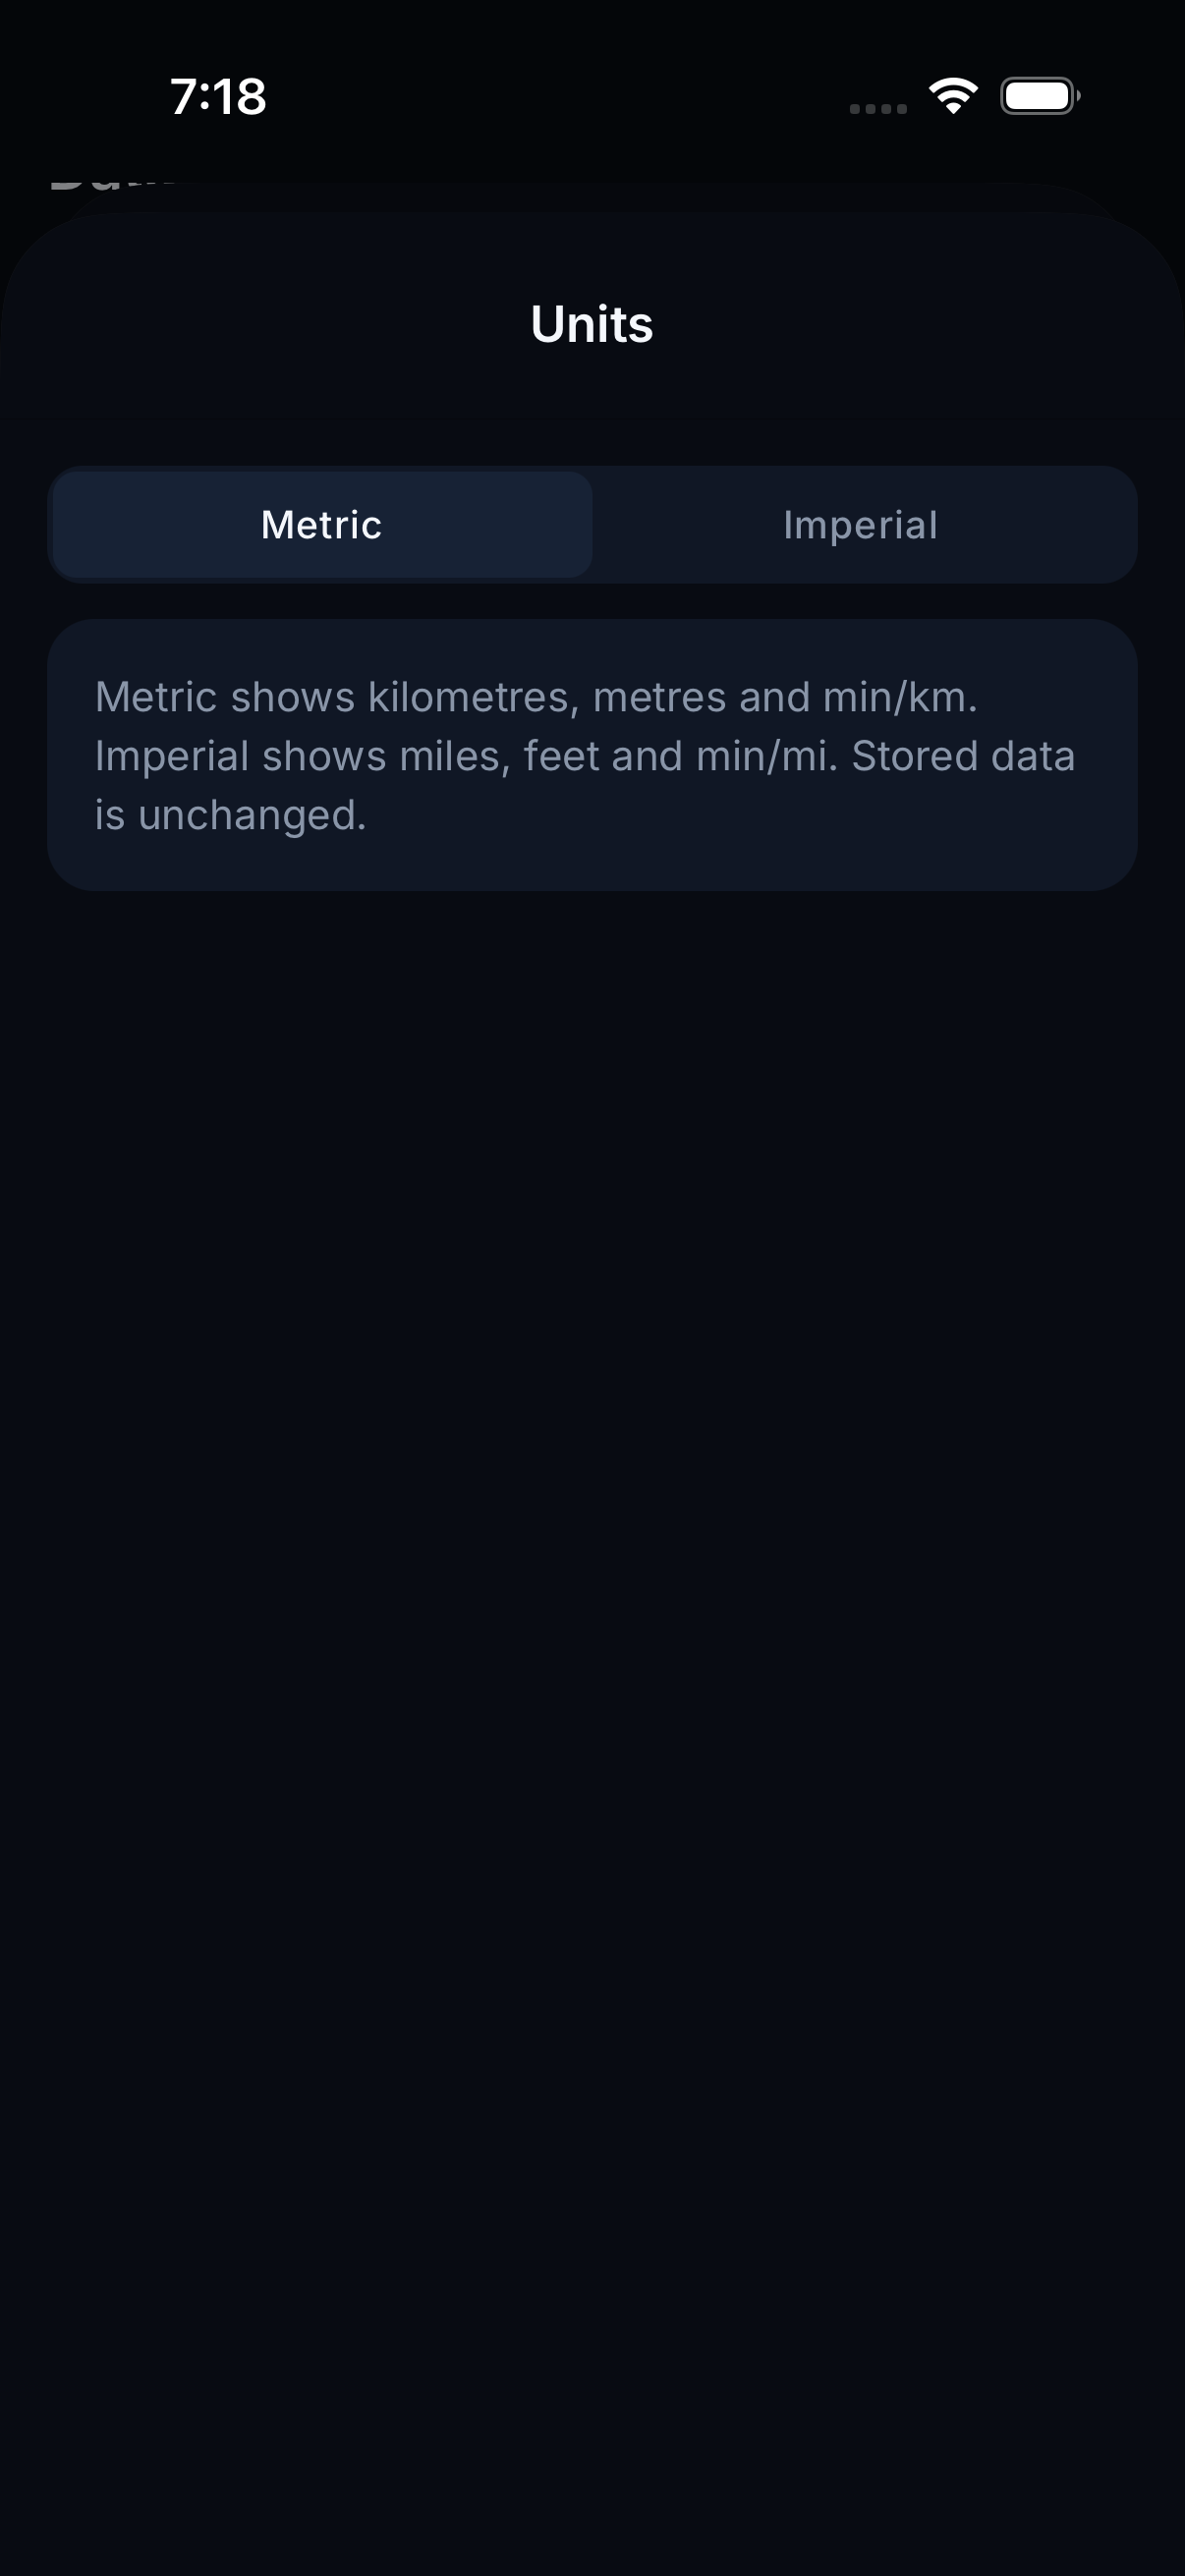 7:18
Units
Metric
Imperial
Metric shows kilometres, metres and min/km.
Imperial shows miles, feet and min/mi. Stored data
is unchanged.